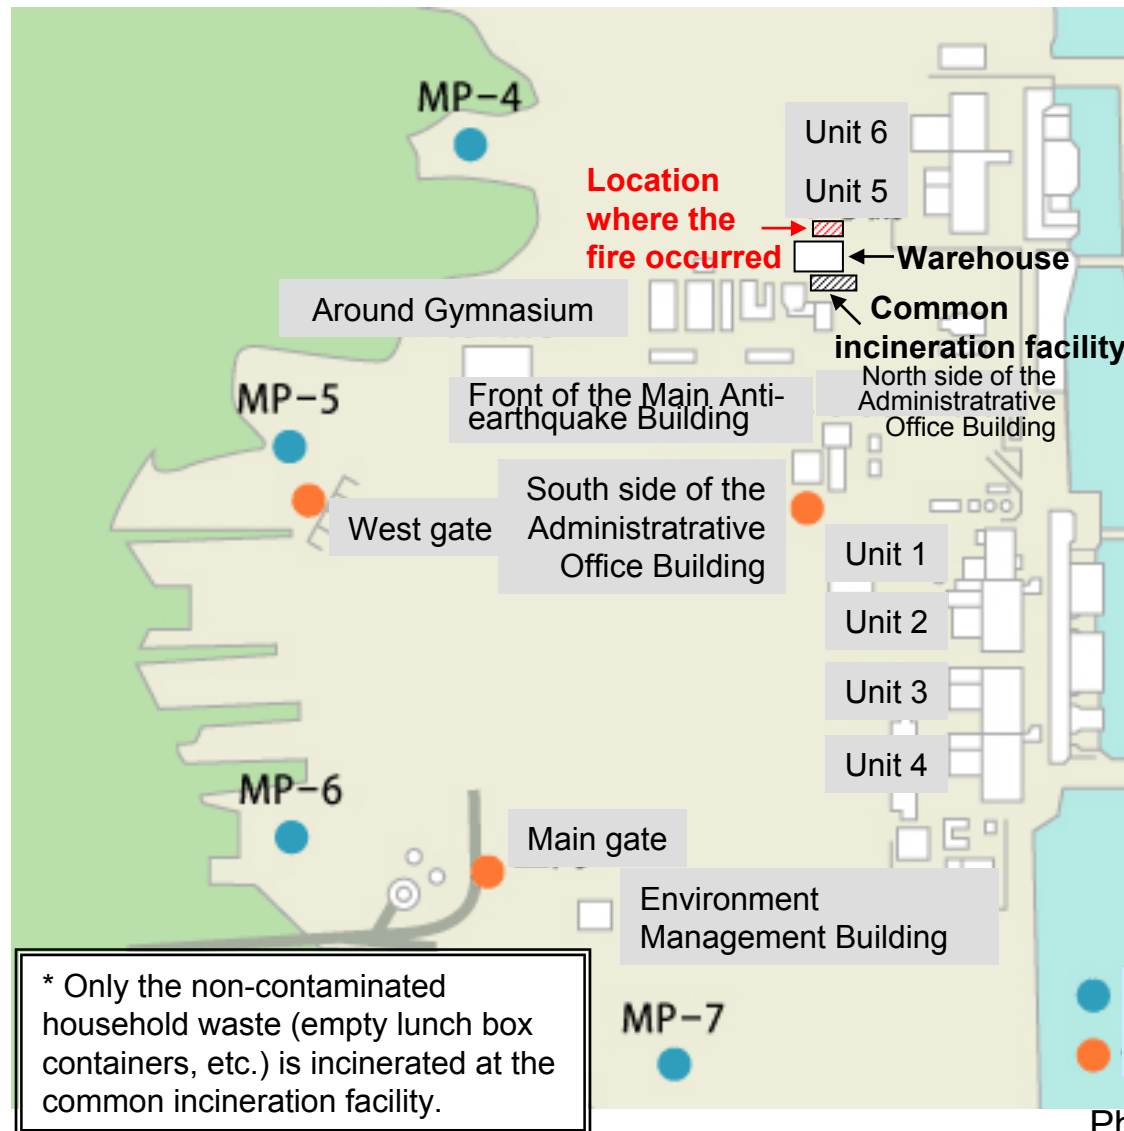 MP-4
Unit 6
Unit 5
Location
where the
fire occurred
Warehouse
Common
incineration facility
Around Gymnasium
North side of the
Administratrative
Office Building
Front of the Main Anti-
earthquake Building
MP-5
South side of the
Administratrative
Office Building
West gate
Unit 1
Unit 2
Unit 3
Unit 4
MP-6
Main gate
Environment
Management Building
* Only the non-contaminated
household waste (empty lunch box
containers, etc.) is incinerated at the
common incineration facility.
MP-7